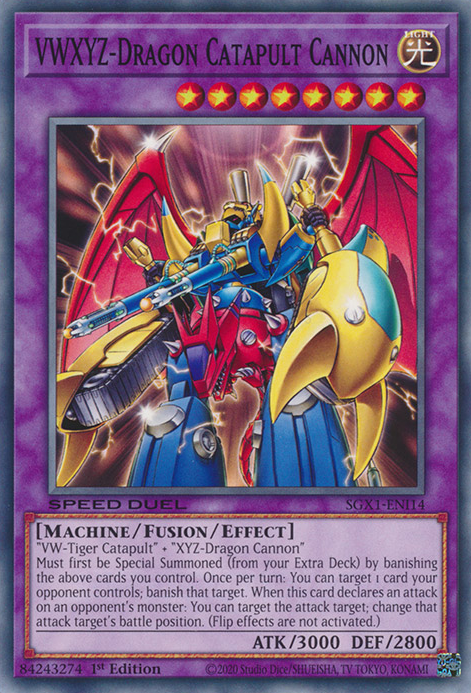 VWXYZ-Dragon Catapult Cannon
LIGHT
光
SPEED DUEL
SGX1-ENI14
[Machine/Fusion/Effect]
"VW-Tiger Catapult" + "XYZ-Dragon Cannon"
Must first be Special Summoned (from your Extra Deck) by banishing
the above cards you control. Once per turn: You can target 1 card your
opponent controls; banish that target. When this card declares an attack
on an opponent's monster: You can target the attack target; change that
attack target's battle position. (Flip effects are not activated.)
ATK/3000 DEF/2800
84243274 1st Edition ©2020 Studio Dice/SHUEISHA, TV TOKYO, KONAMI